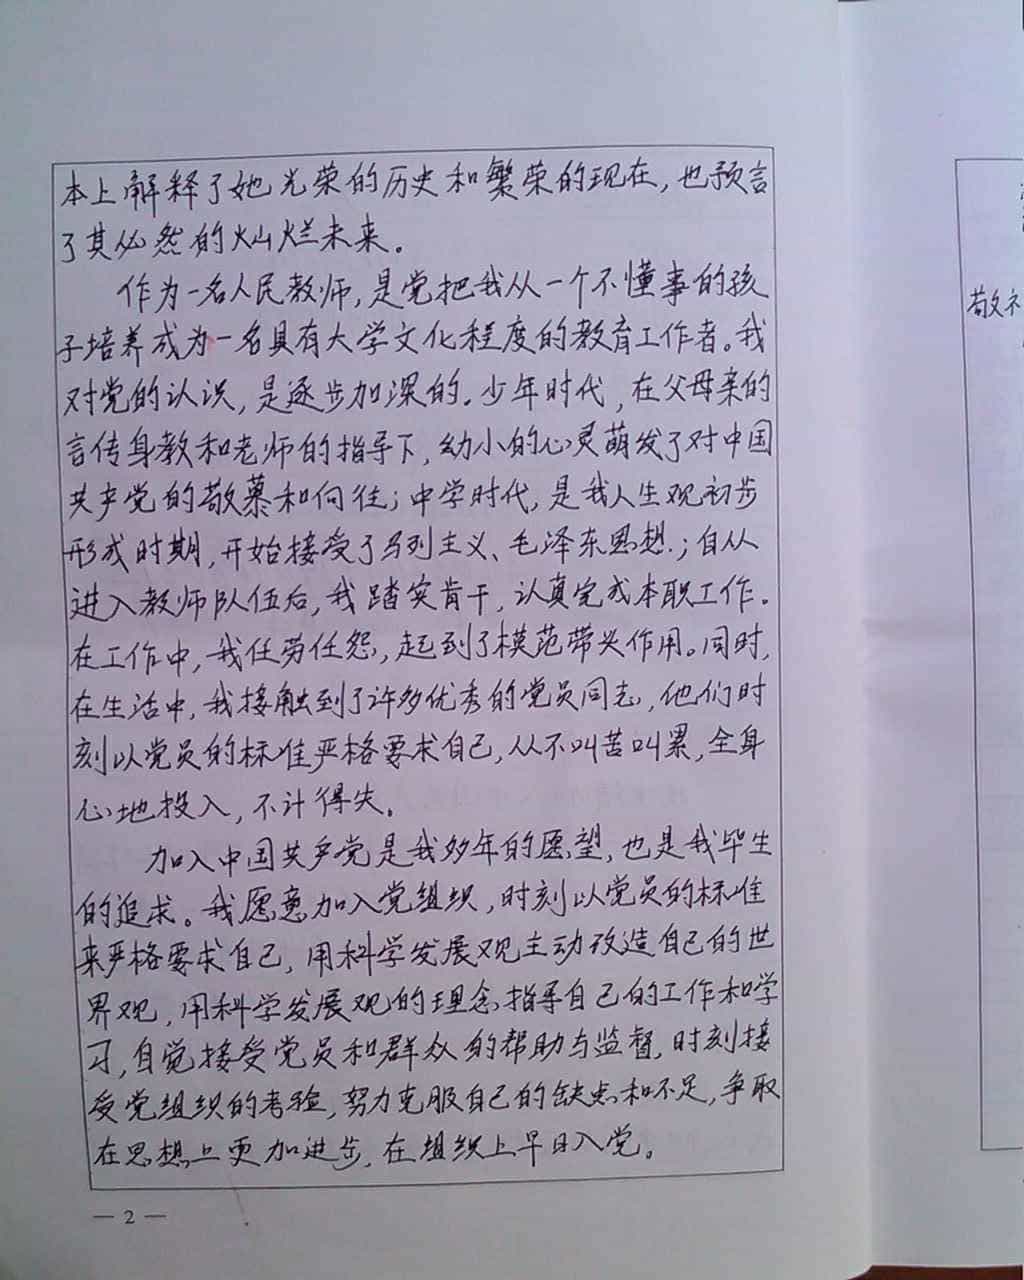 本上解释了她光荣的历史和繁荣的现在,也预言
了其必然的灿烂未来。
作为一名人民教师,是党把我从一个不懂事的孩
子培养成为一名具有大学文化程度的教育工作者。我
对党的认识,是逐步加深的。少年时代,在父母亲的
言传身教和老师的指导下,幼小的心灵萌发了对中国
共产党的敬慕和向往;中学时代,是我人生观初步
形成时期,开始接受了马列主义、毛泽东思想.;自从
进入教师队伍后,我踏实肯干,认真完成本职工作。
在工作中,我任劳任怨,起到了模范带头作用。同时,
在生活中,我接触到了许多优秀的党员同志,他们时
刻以党员的标准严格要求自己,从不叫苦叫累,全身
心地投入,不计得失。
加入中国共产党是我多年的愿望,也是我毕生
的追求。我愿意加入党组织,时刻以党员的标准
来严格要求自己,用科学发展观主动改造自己的世
界观,用科学发展观的理念指导自己的工作和学
习,自觉接受党员和群众的帮助与监督,时刻接
受党组织的考验,努力克服自己的缺点和不足,争取
在思想上更加进步,在组织上早日入党。
— 2 —
敬礼